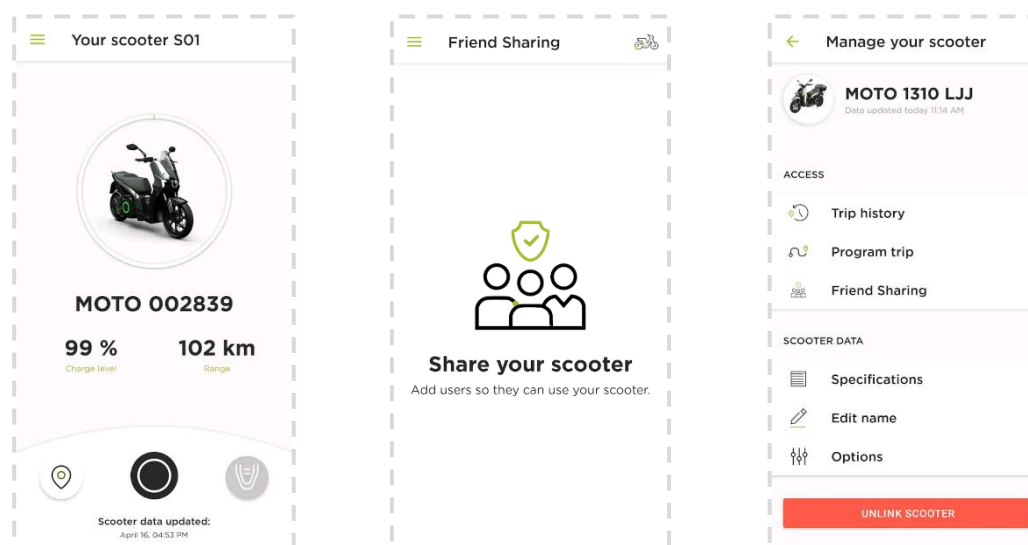 Your scooter S01
MOTO 002839
99 %
102 km
Charge level
Range
Scooter data updated:
April 16, 04:53 PM
Friend Sharing
Share your scooter
Add users so they can use your scooter.
Manage your scooter
MOTO 1310 LJJ
Data updated today 11:14 AM
ACCESS
Trip history
Program trip
Friend Sharing
SCOOTER DATA
Specifications
Edit name
Options
UNLINK SCOOTER